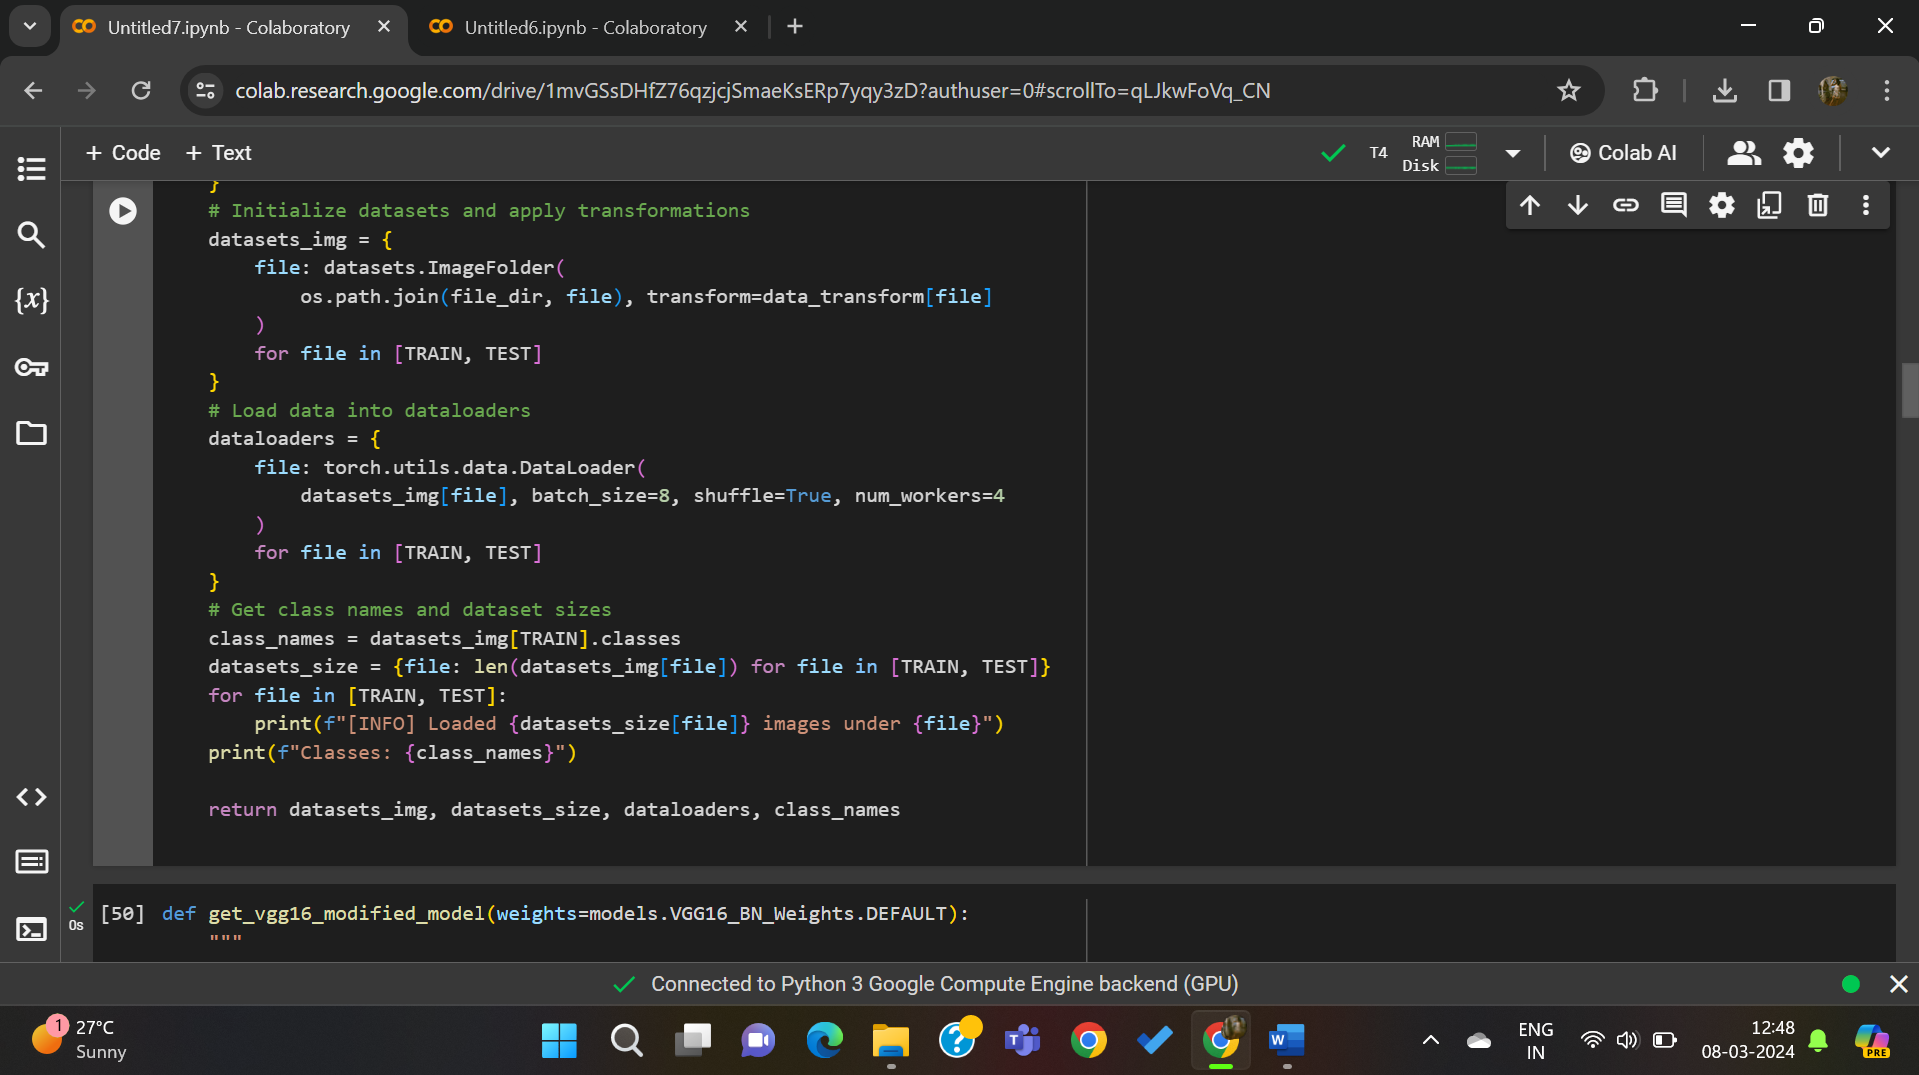 Untitled7.ipynb - Colaboratory
Untitled6.ipynb - Colaboratory
colab.research.google.com/drive/1mvGSsDHfZ76qzjcjSmaeKsERp7yqy3zD?authuser=0#scrollTo=qLJkwFoVq_CN
+ Code + Text
T4
RAM
Disk
Colab AI
}
# Initialize datasets and apply transformations
datasets_img = {
    file: datasets.ImageFolder(
        os.path.join(file_dir, file), transform=data_transform[file]
    )
    for file in [TRAIN, TEST]
}
# Load data into dataloaders
dataloaders = {
    file: torch.utils.data.DataLoader(
        datasets_img[file], batch_size=8, shuffle=True, num_workers=4
    )
    for file in [TRAIN, TEST]
}
# Get class names and dataset sizes
class_names = datasets_img[TRAIN].classes
datasets_size = {file: len(datasets_img[file]) for file in [TRAIN, TEST]}
for file in [TRAIN, TEST]:
    print(f"[INFO] Loaded {datasets_size[file]} images under {file}")
print(f"Classes: {class_names}")
return datasets_img, datasets_size, dataloaders, class_names
0s
[50] def get_vgg16_modified_model(weights=models.VGG16_BN_Weights.DEFAULT):
"""
{x}
Connected to Python 3 Google Compute Engine backend (GPU)
1
27°C
Sunny
ENG
IN
12:48
08-03-2024
PRE